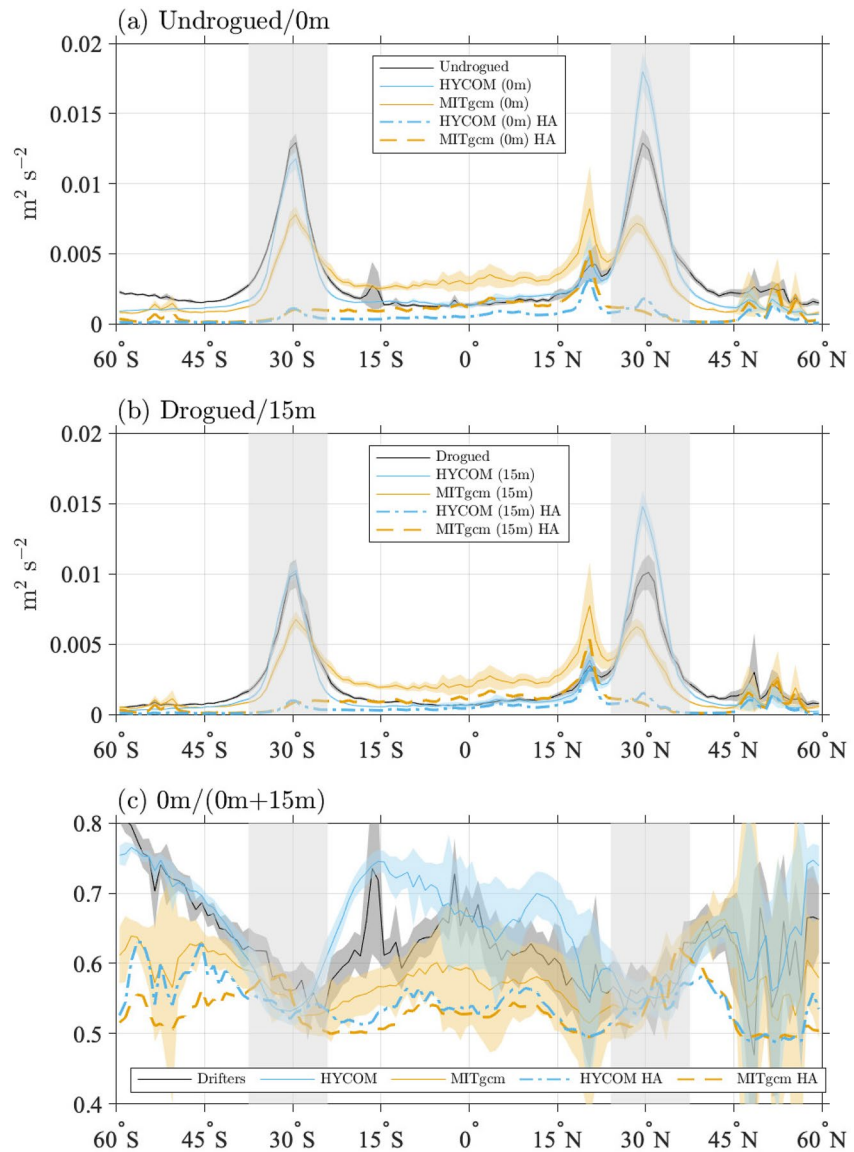 (a) Undrogued/0m
0.02
0.015
0.01
0.005
0
m² s⁻²
Undrogued
HYCOM (0m)
MITgcm (0m)
HYCOM (0m) HA
MITgcm (0m) HA
60°S 45°S 30°S 15°S 0° 15°N 30°N 45°N 60°N
(b) Drogued/15m
0.02
0.015
0.01
0.005
0
m² s⁻²
Drogued
HYCOM (15m)
MITgcm (15m)
HYCOM (15m) HA
MITgcm (15m) HA
60°S 45°S 30°S 15°S 0° 15°N 30°N 45°N 60°N
(c) 0m/(0m+15m)
0.8
0.7
0.6
0.5
0.4
Drifters HYCOM MITgcm HYCOM HA MITgcm HA
60°S 45°S 30°S 15°S 0° 15°N 30°N 45°N 60°N